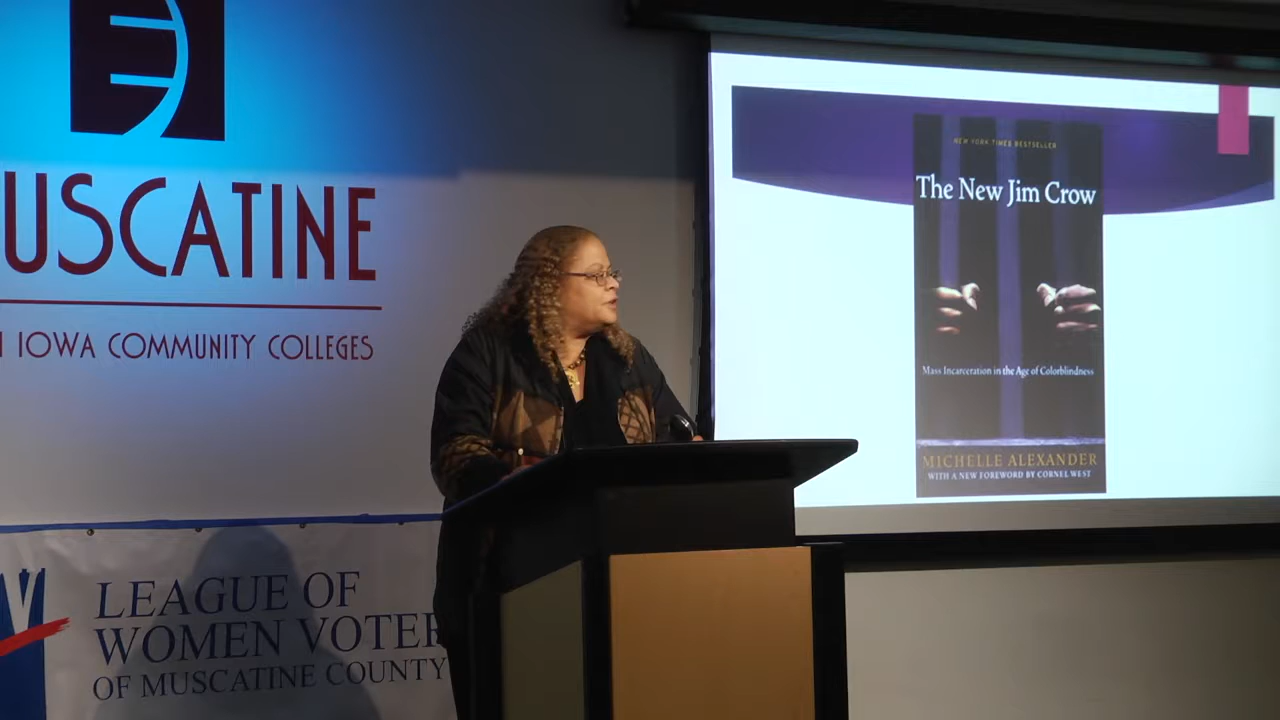 USCATINE
IOWA COMMUNITY COLLEGES
LEAGUE OF
WOMEN VOTER
OF MUSCATINE COUNTY
NEW YORK TIMES BESTSELLER
The New Jim Crow
Mass Incarceration in the Age of Colorblindness
MICHELLE ALEXANDER
WITH A NEW FOREWORD BY CORNEL WEST